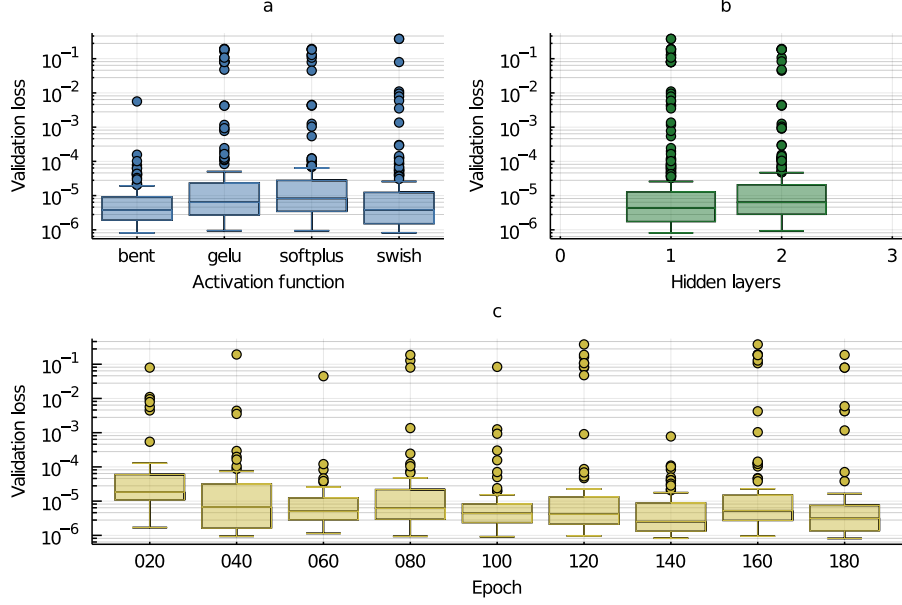 a
b
Validation loss
10⁻¹
10⁻²
10⁻³
10⁻⁴
10⁻⁵
10⁻⁶
bent gelu softplus swish
Activation function
Validation loss
10⁻¹
10⁻²
10⁻³
10⁻⁴
10⁻⁵
10⁻⁶
0 1 2 3
Hidden layers
c
Validation loss
10⁻¹
10⁻²
10⁻³
10⁻⁴
10⁻⁵
10⁻⁶
020 040 060 080 100 120 140 160 180
Epoch